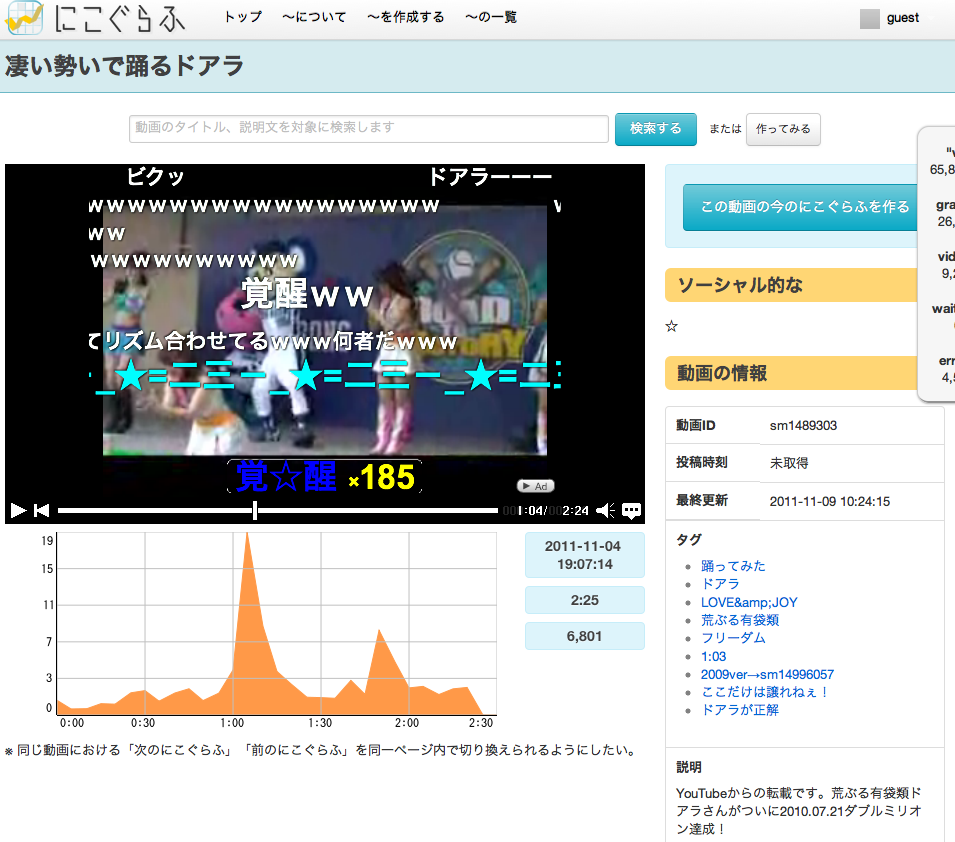 にこぐらふ
トップ
～について
～を作成する
～の一覧
guest
凄い勢いで踊るドアラ
動画のタイトル、説明文を対象に検索します
検索する
または
作ってみる
ビクッ
ドアラーーー
wwwwwwwwwwwwwwwww
w
ww
wwwwwwwwww
覚醒ww
てリズム合わせてるwww何者だwww
_★=二三ー_★=二三ー_★=二三
覚☆醒 ×185
Ad
1:04/2:24
19
15
11
7
3
0
0:00
0:30
1:00
1:30
2:00
2:30
2011-11-04
19:07:14
2:25
6,801
※ 同じ動画における「次のにこぐらふ」「前のにこぐらふ」を同一ページ内で切り換えられるようにしたい。
この動画の今のにこぐらふを作る
ソーシャル的な
☆
動画の情報
動画ID sm1489303
投稿時刻 未取得
最終更新 2011-11-09 10:24:15
タグ
踊ってみた
ドアラ
LOVE&amp;JOY
荒ぶる有袋類
フリーダム
1:03
2009ver→sm14996057
ここだけは譲れねぇ！
ドアラが正解
説明
YouTubeからの転載です。荒ぶる有袋類ド
アラさんがついに2010.07.21ダブルミリオ
ン達成！
"v
65,8
gra
26,
vid
9,2
wait
err
4,5